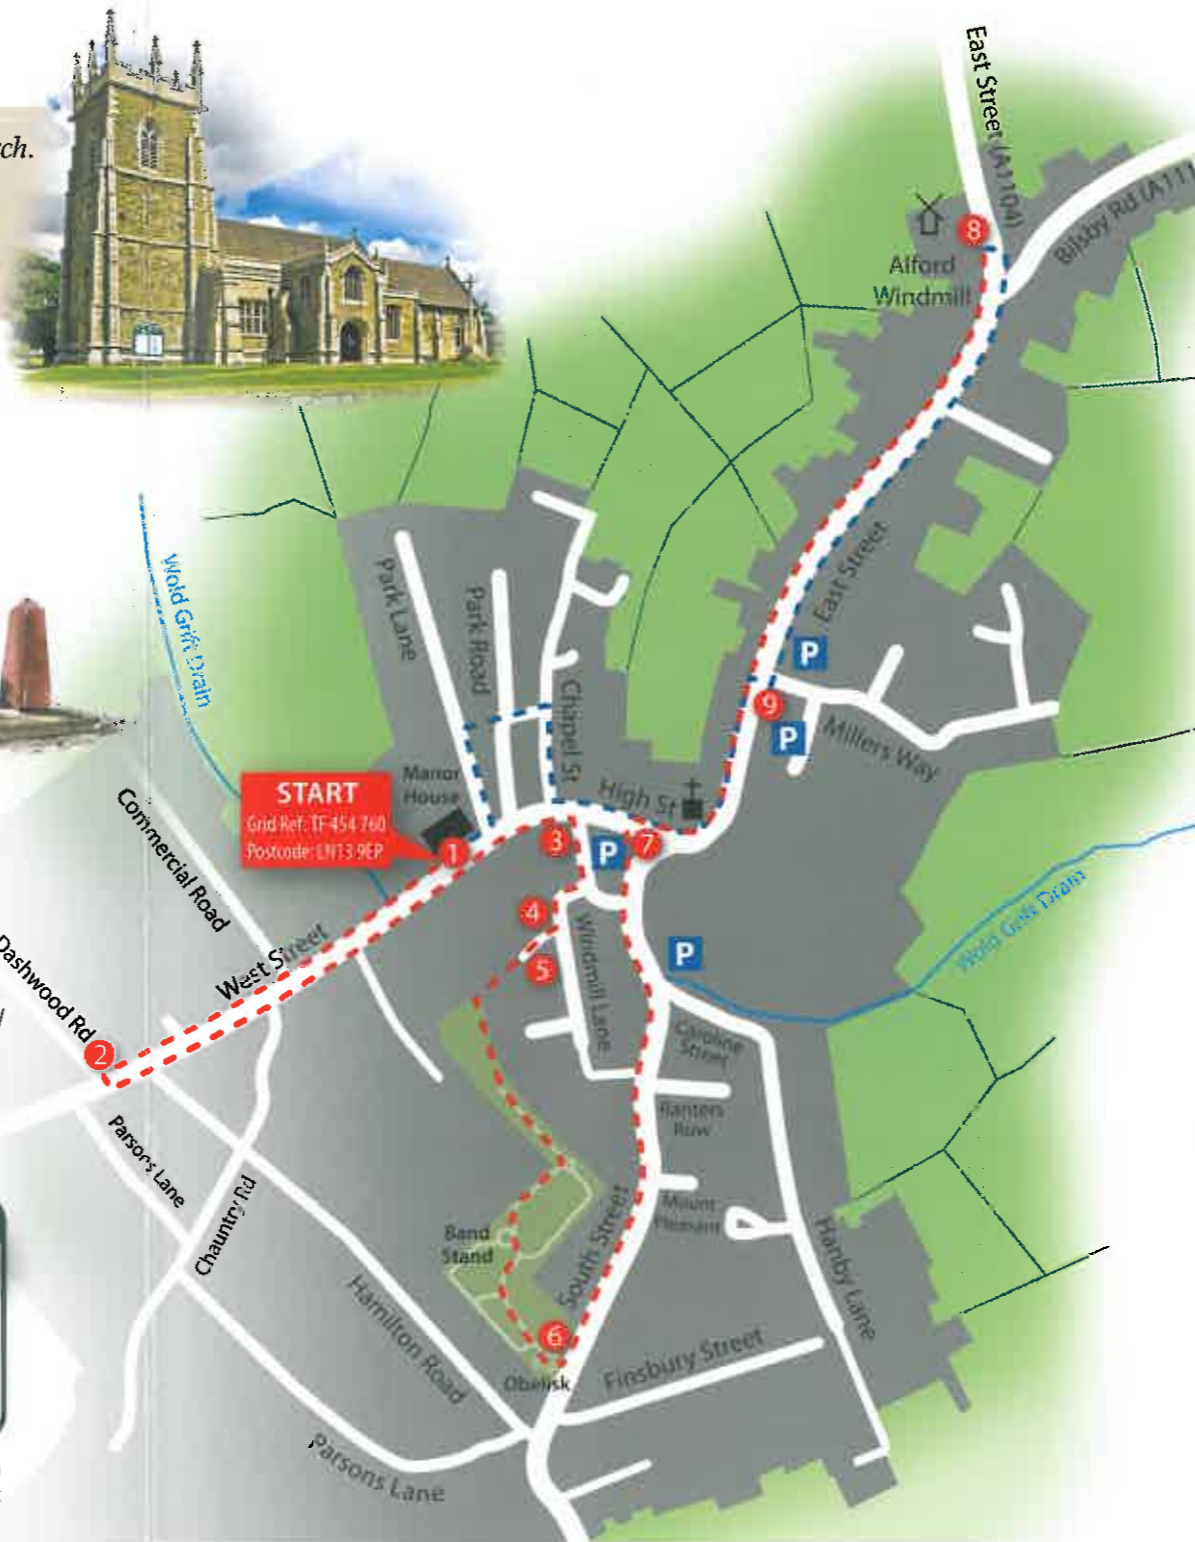 ch.
East Street (A1104)
Bilsby Rd (A111
8
Alford
Windmill
Wold Grift Drain
Park Lane
Park Road
Chapel St
East Street
P
9
P
Millers Way
START
Grid Ref: TF 454 760
Postcode: LN13 9EP
Manor
House
High St
1
3
P
7
Commercial Road
4
5
Windmill Lane
P
Wold Grift Drain
West Street
Dashwood Rd
2
Caroline
Street
Ranters
Row
Parsons Lane
Chauntry Rd
Mount
Pleasant
Band
Stand
South Street
Hanby Lane
Hamilton Road
6
Obelisk
Finsbury Street
Parsons Lane